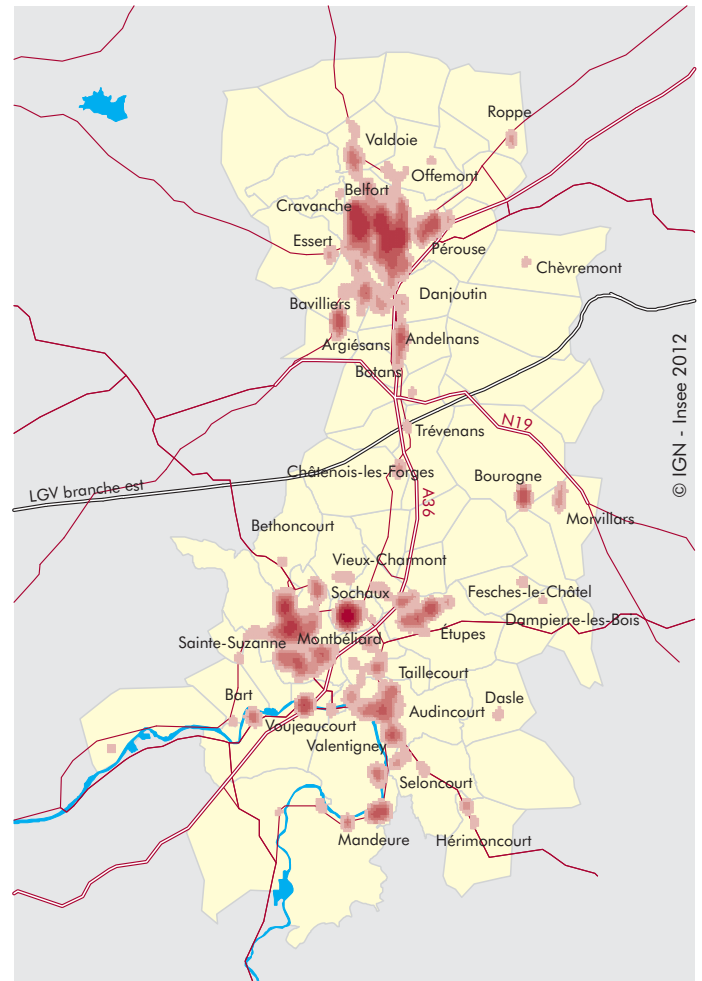 Roppe
Valdoie
Offemont
Belfort
Cravanche
Essert
Pérouse
Chèvremont
Danjoutin
Bavilliers
Argiésans
Andelnans
Botans
N19
Trévenans
Châtenois-les-Forges
Bourogne
LGV branche est
A36
Morvillars
Bethoncourt
Vieux-Charmont
Sochaux
Fesches-le-Châtel
Dampierre-les-Bois
Sainte-Suzanne
Montbéliard
Étupes
Taillecourt
Bart
Dasle
Audincourt
Voujeaucourt
Valentigney
Seloncourt
Mandeure
Hérimoncourt
© IGN - Insee 2012